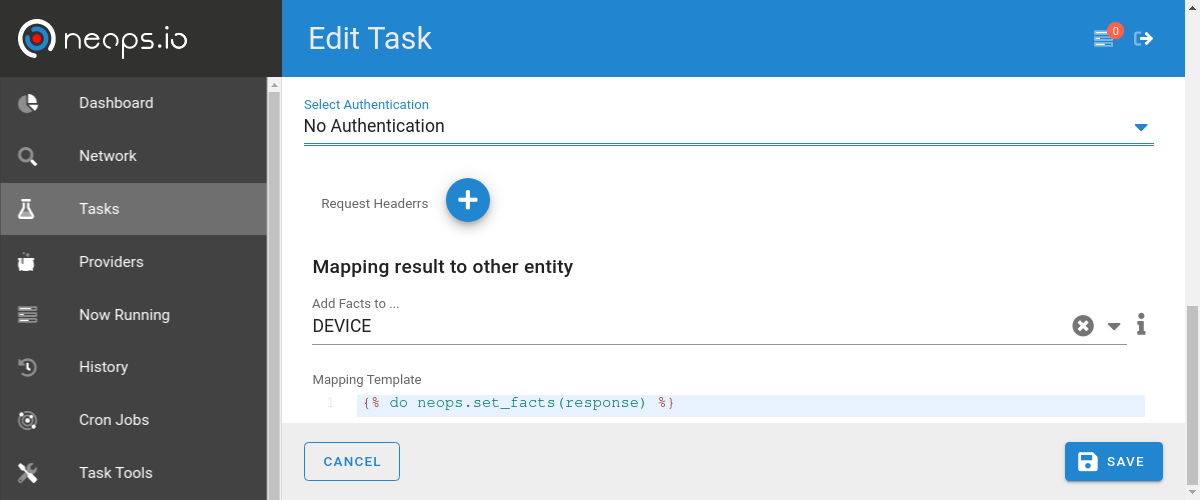 neops.io
Edit Task
0
Dashboard
Network
Tasks
Providers
Now Running
History
Cron Jobs
Task Tools
Select Authentication
No Authentication
Request Headerrs
Mapping result to other entity
Add Facts to ...
DEVICE
Mapping Template
1 {% do neops.set_facts(response) %}
CANCEL
SAVE